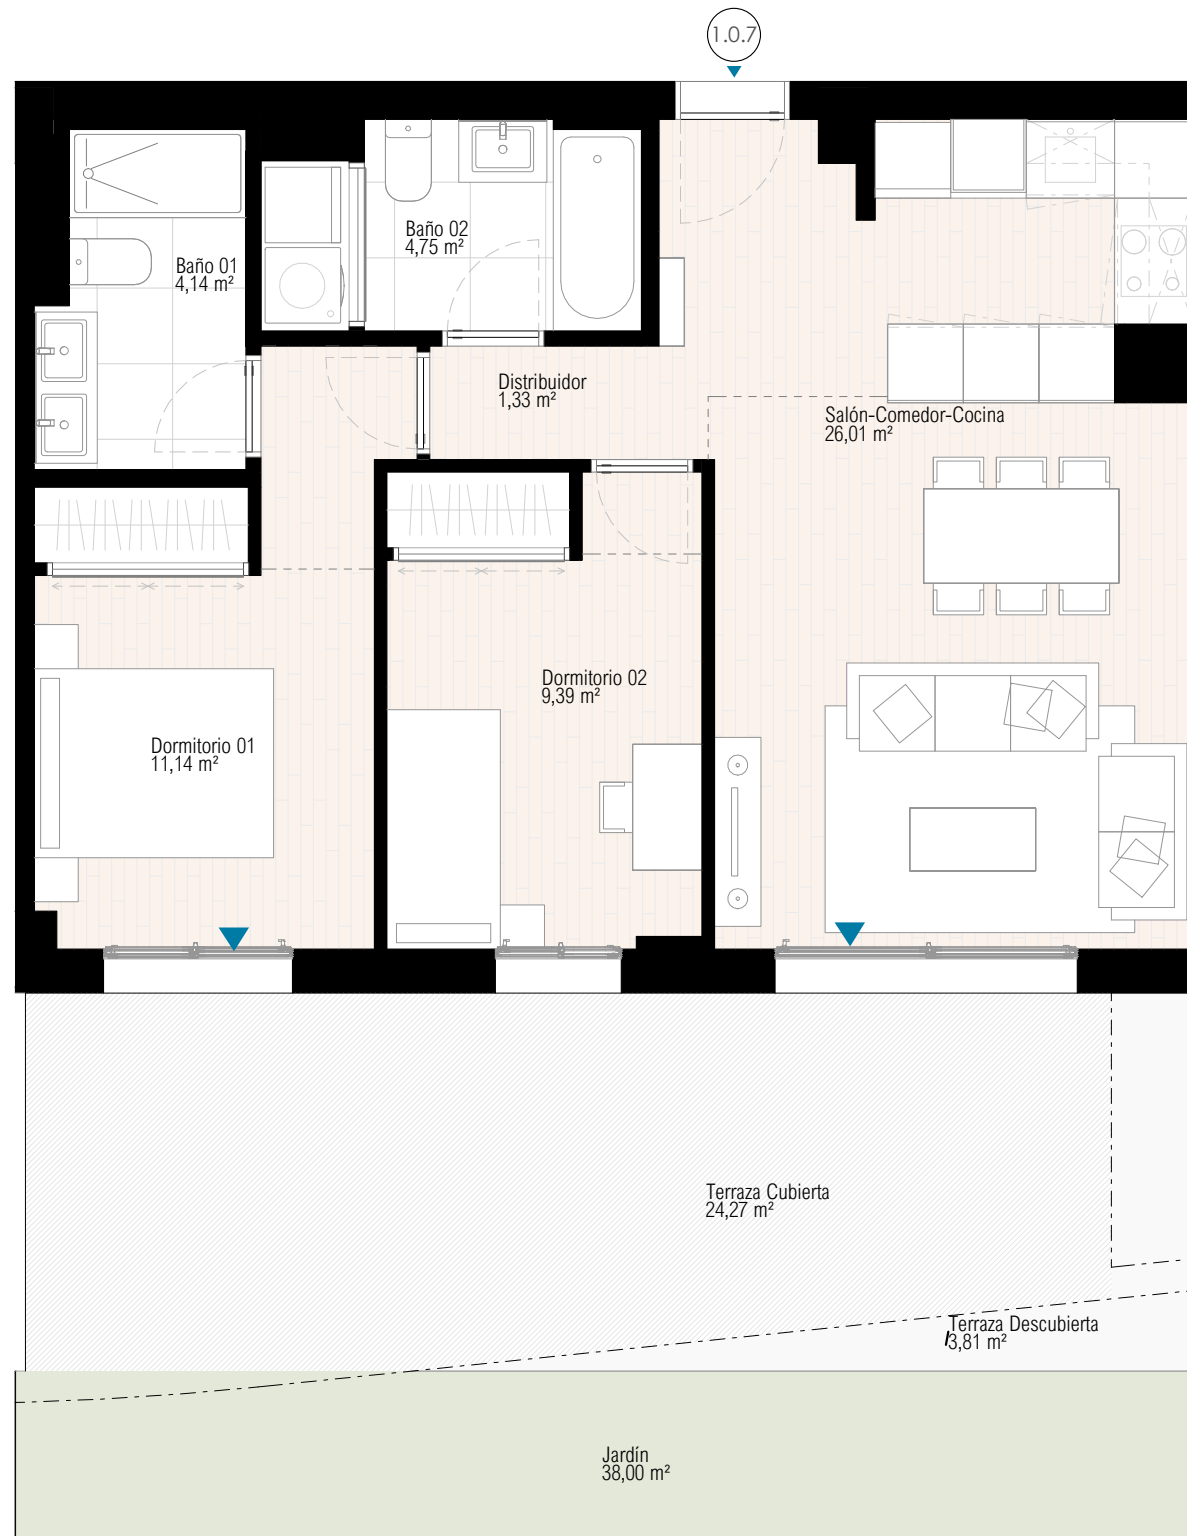 1.0.7
Baño 02
4,75 m²
Baño 01
4,14 m²
Distribuidor
1,33 m²
Salón-Comedor-Cocina
26,01 m²
Dormitorio 02
9,39 m²
Dormitorio 01
11,14 m²
Terraza Cubierta
24,27 m²
Terraza Descubierta
3,81 m²
Jardín
38,00 m²